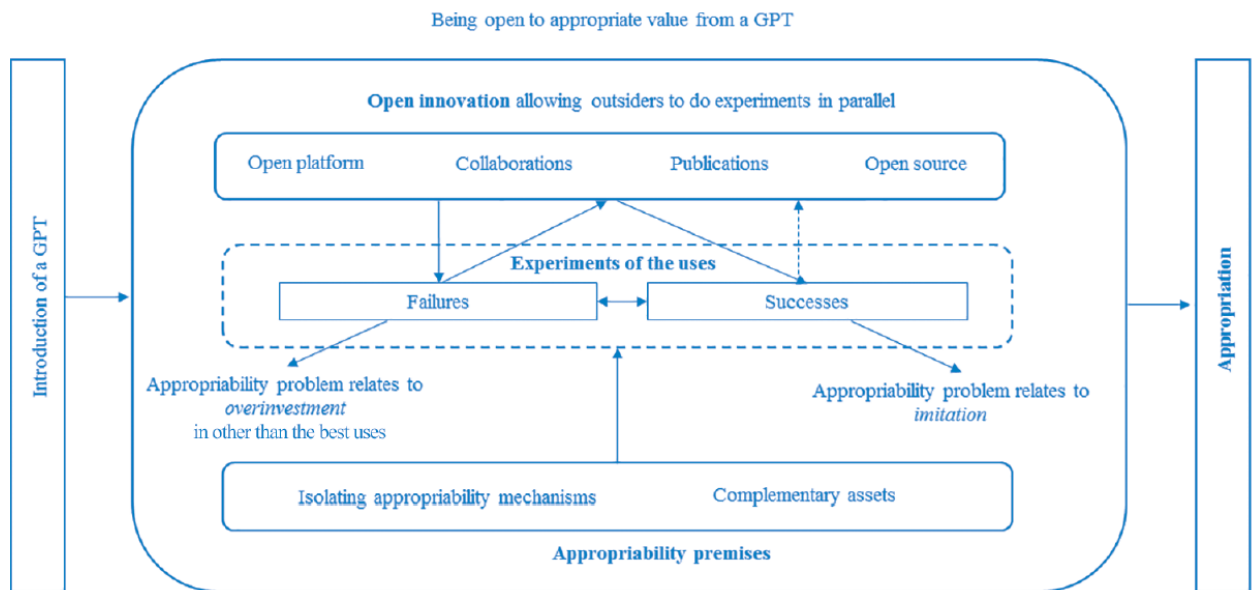 Being open to appropriate value from a GPT
Introduction of a GPT
Open innovation allowing outsiders to do experiments in parallel
Open platform
Collaborations
Publications
Open source
Experiments of the uses
Failures
Successes
Appropriability problem relates to
overinvestment
in other than the best uses
Appropriability problem relates to
imitation
Isolating appropriability mechanisms
Complementary assets
Appropriability premises
Appropriation